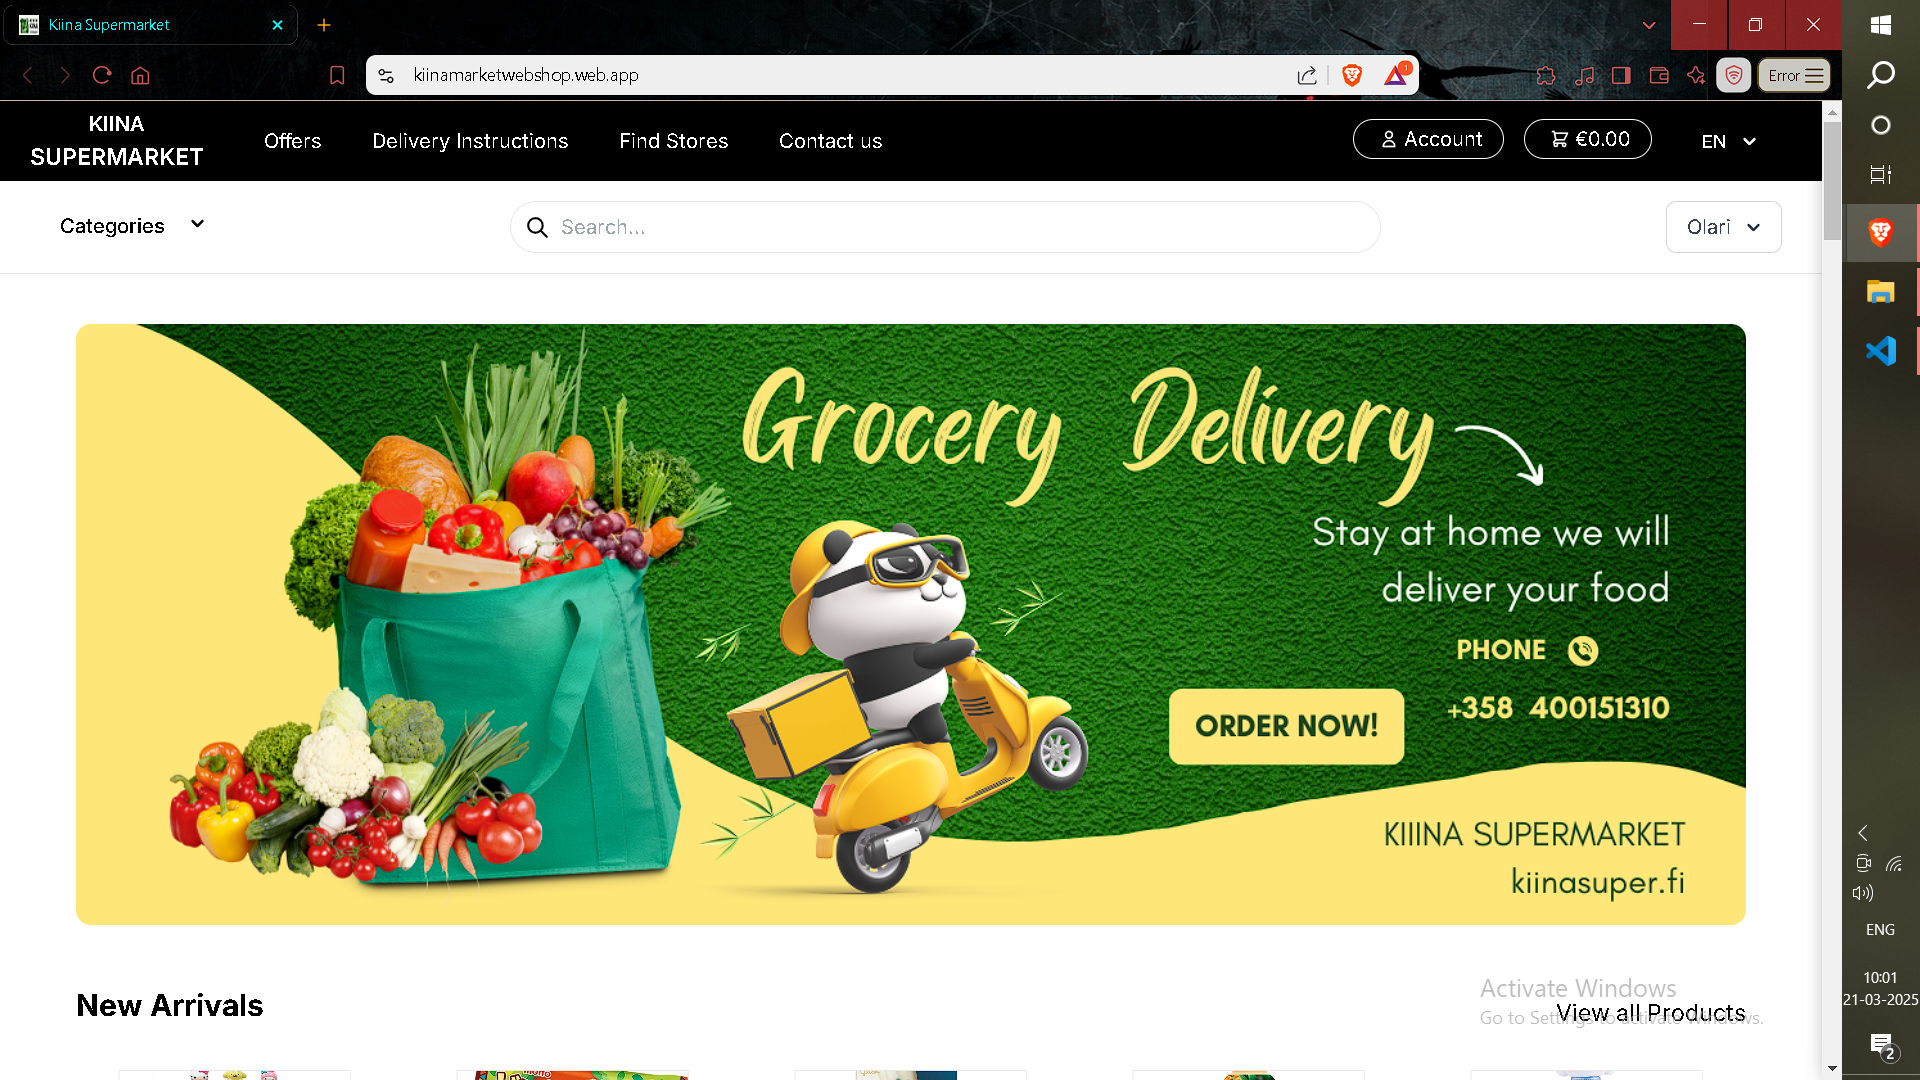 Kiina Supermarket
kiinamarketwebshop.web.app
1
Error
KIINA
SUPERMARKET
Offers
Delivery Instructions
Find Stores
Contact us
Account
€0.00
EN
Categories
Search...
Olari
Grocery Delivery
Stay at home we will
deliver your food
PHONE
+358 400151310
ORDER NOW!
KIIINA SUPERMARKET
kiinasuper.fi
New Arrivals
View all Products
Activate Windows
Go to Settings to activate Windows.
ENG
10:01
21-03-2025
2